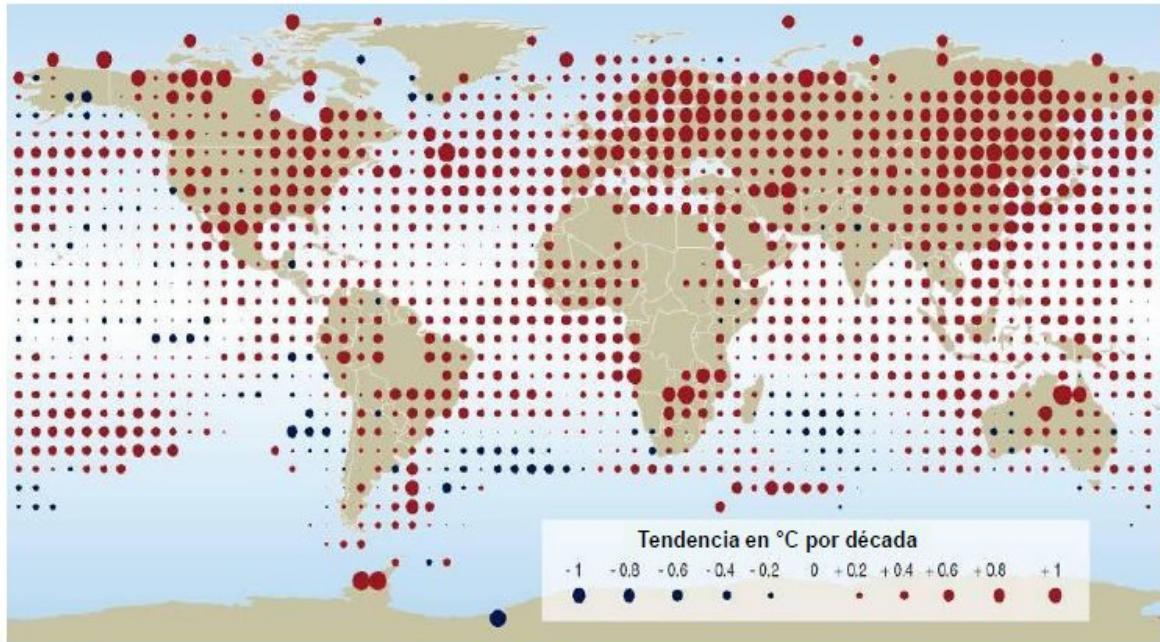 Tendencia en °C por década
- 1 - 0.8 - 0.6 - 0.4 - 0.2 0 + 0.2 + 0.4 + 0.6 + 0.8 + 1